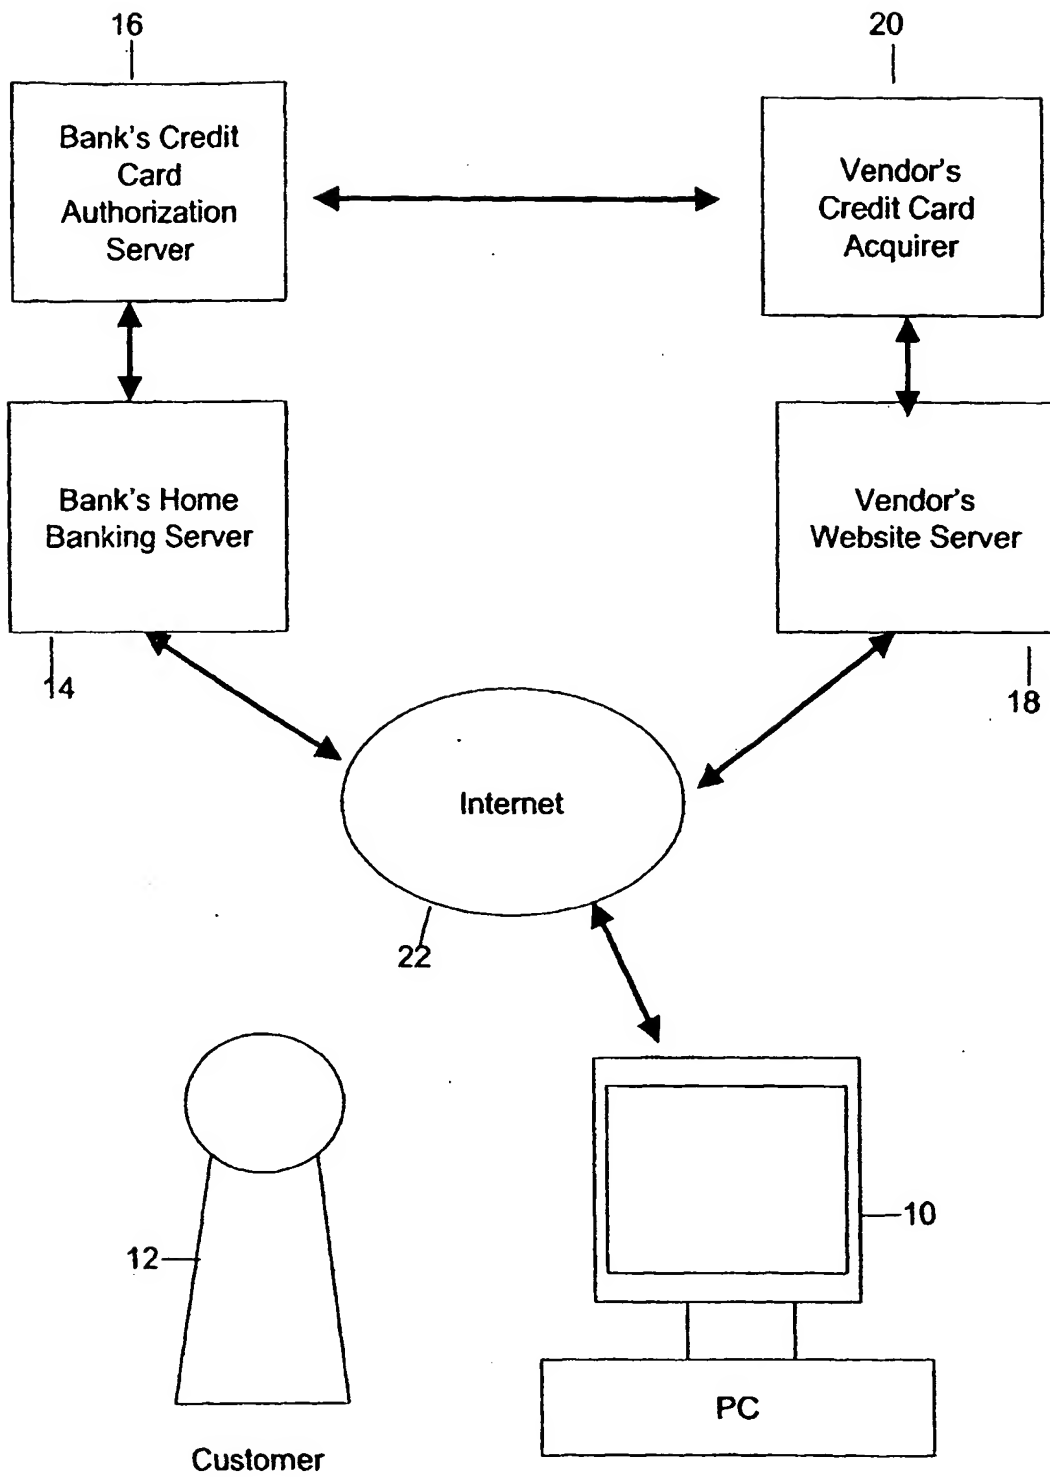 16
20
Bank's Credit
Card
Authorization
Server
Vendor's
Credit Card
Acquirer
Bank's Home
Banking Server
Vendor's
Website Server
14
18
Internet
22
12
10
PC
Customer